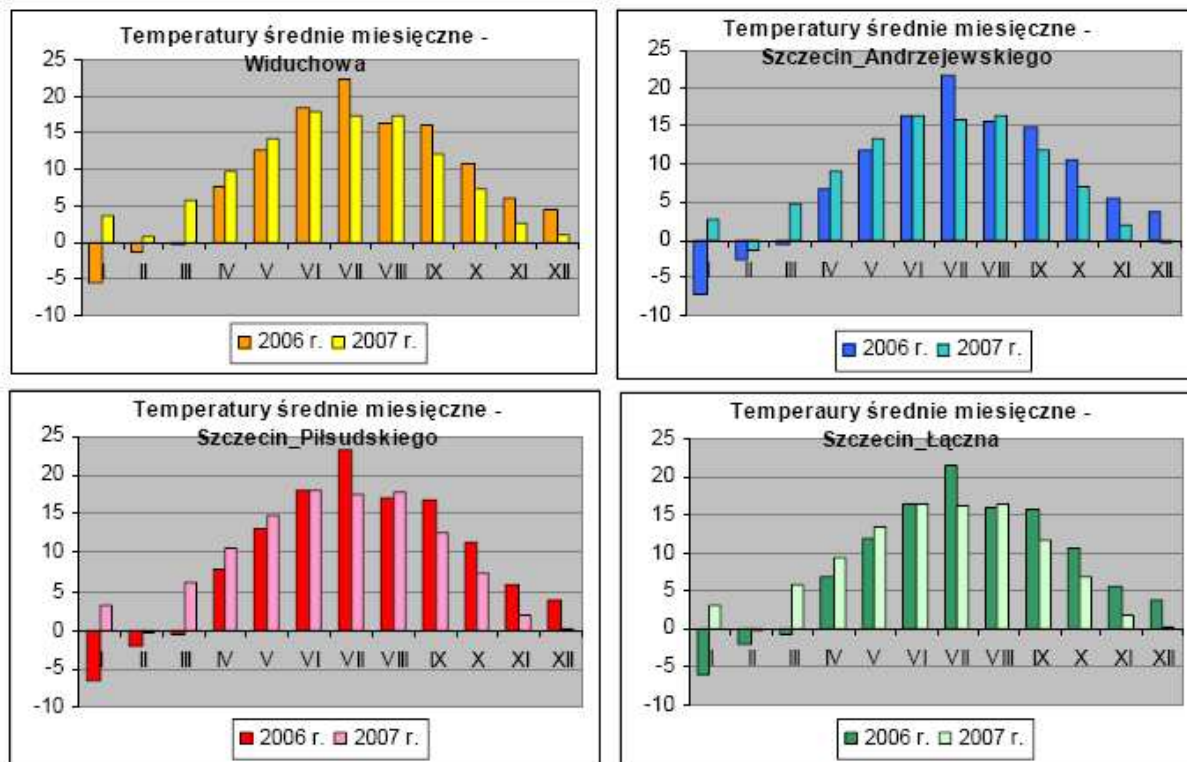 Temperatury średnie miesięczne -
Widuchowa
25
20
15
10
5
0
-5
-10
I II III IV V VI VII VIII IX X XI XII
2006 r. 2007 r.
Temperatury średnie miesięczne -
Szczecin_Andrzejewskiego
25
20
15
10
5
0
-5
-10
I II III IV V VI VII VIII IX X XI XII
2006 r. 2007 r.
Temperatury średnie miesięczne -
Szczecin_Piłsudskiego
25
20
15
10
5
0
-5
-10
I II III IV V VI VII VIII IX X XI XII
2006 r. 2007 r.
Temperaury średnie miesięczne -
Szczecin_Łączna
25
20
15
10
5
0
-5
-10
I II III IV V VI VII VIII IX X XI XII
2006 r. 2007 r.